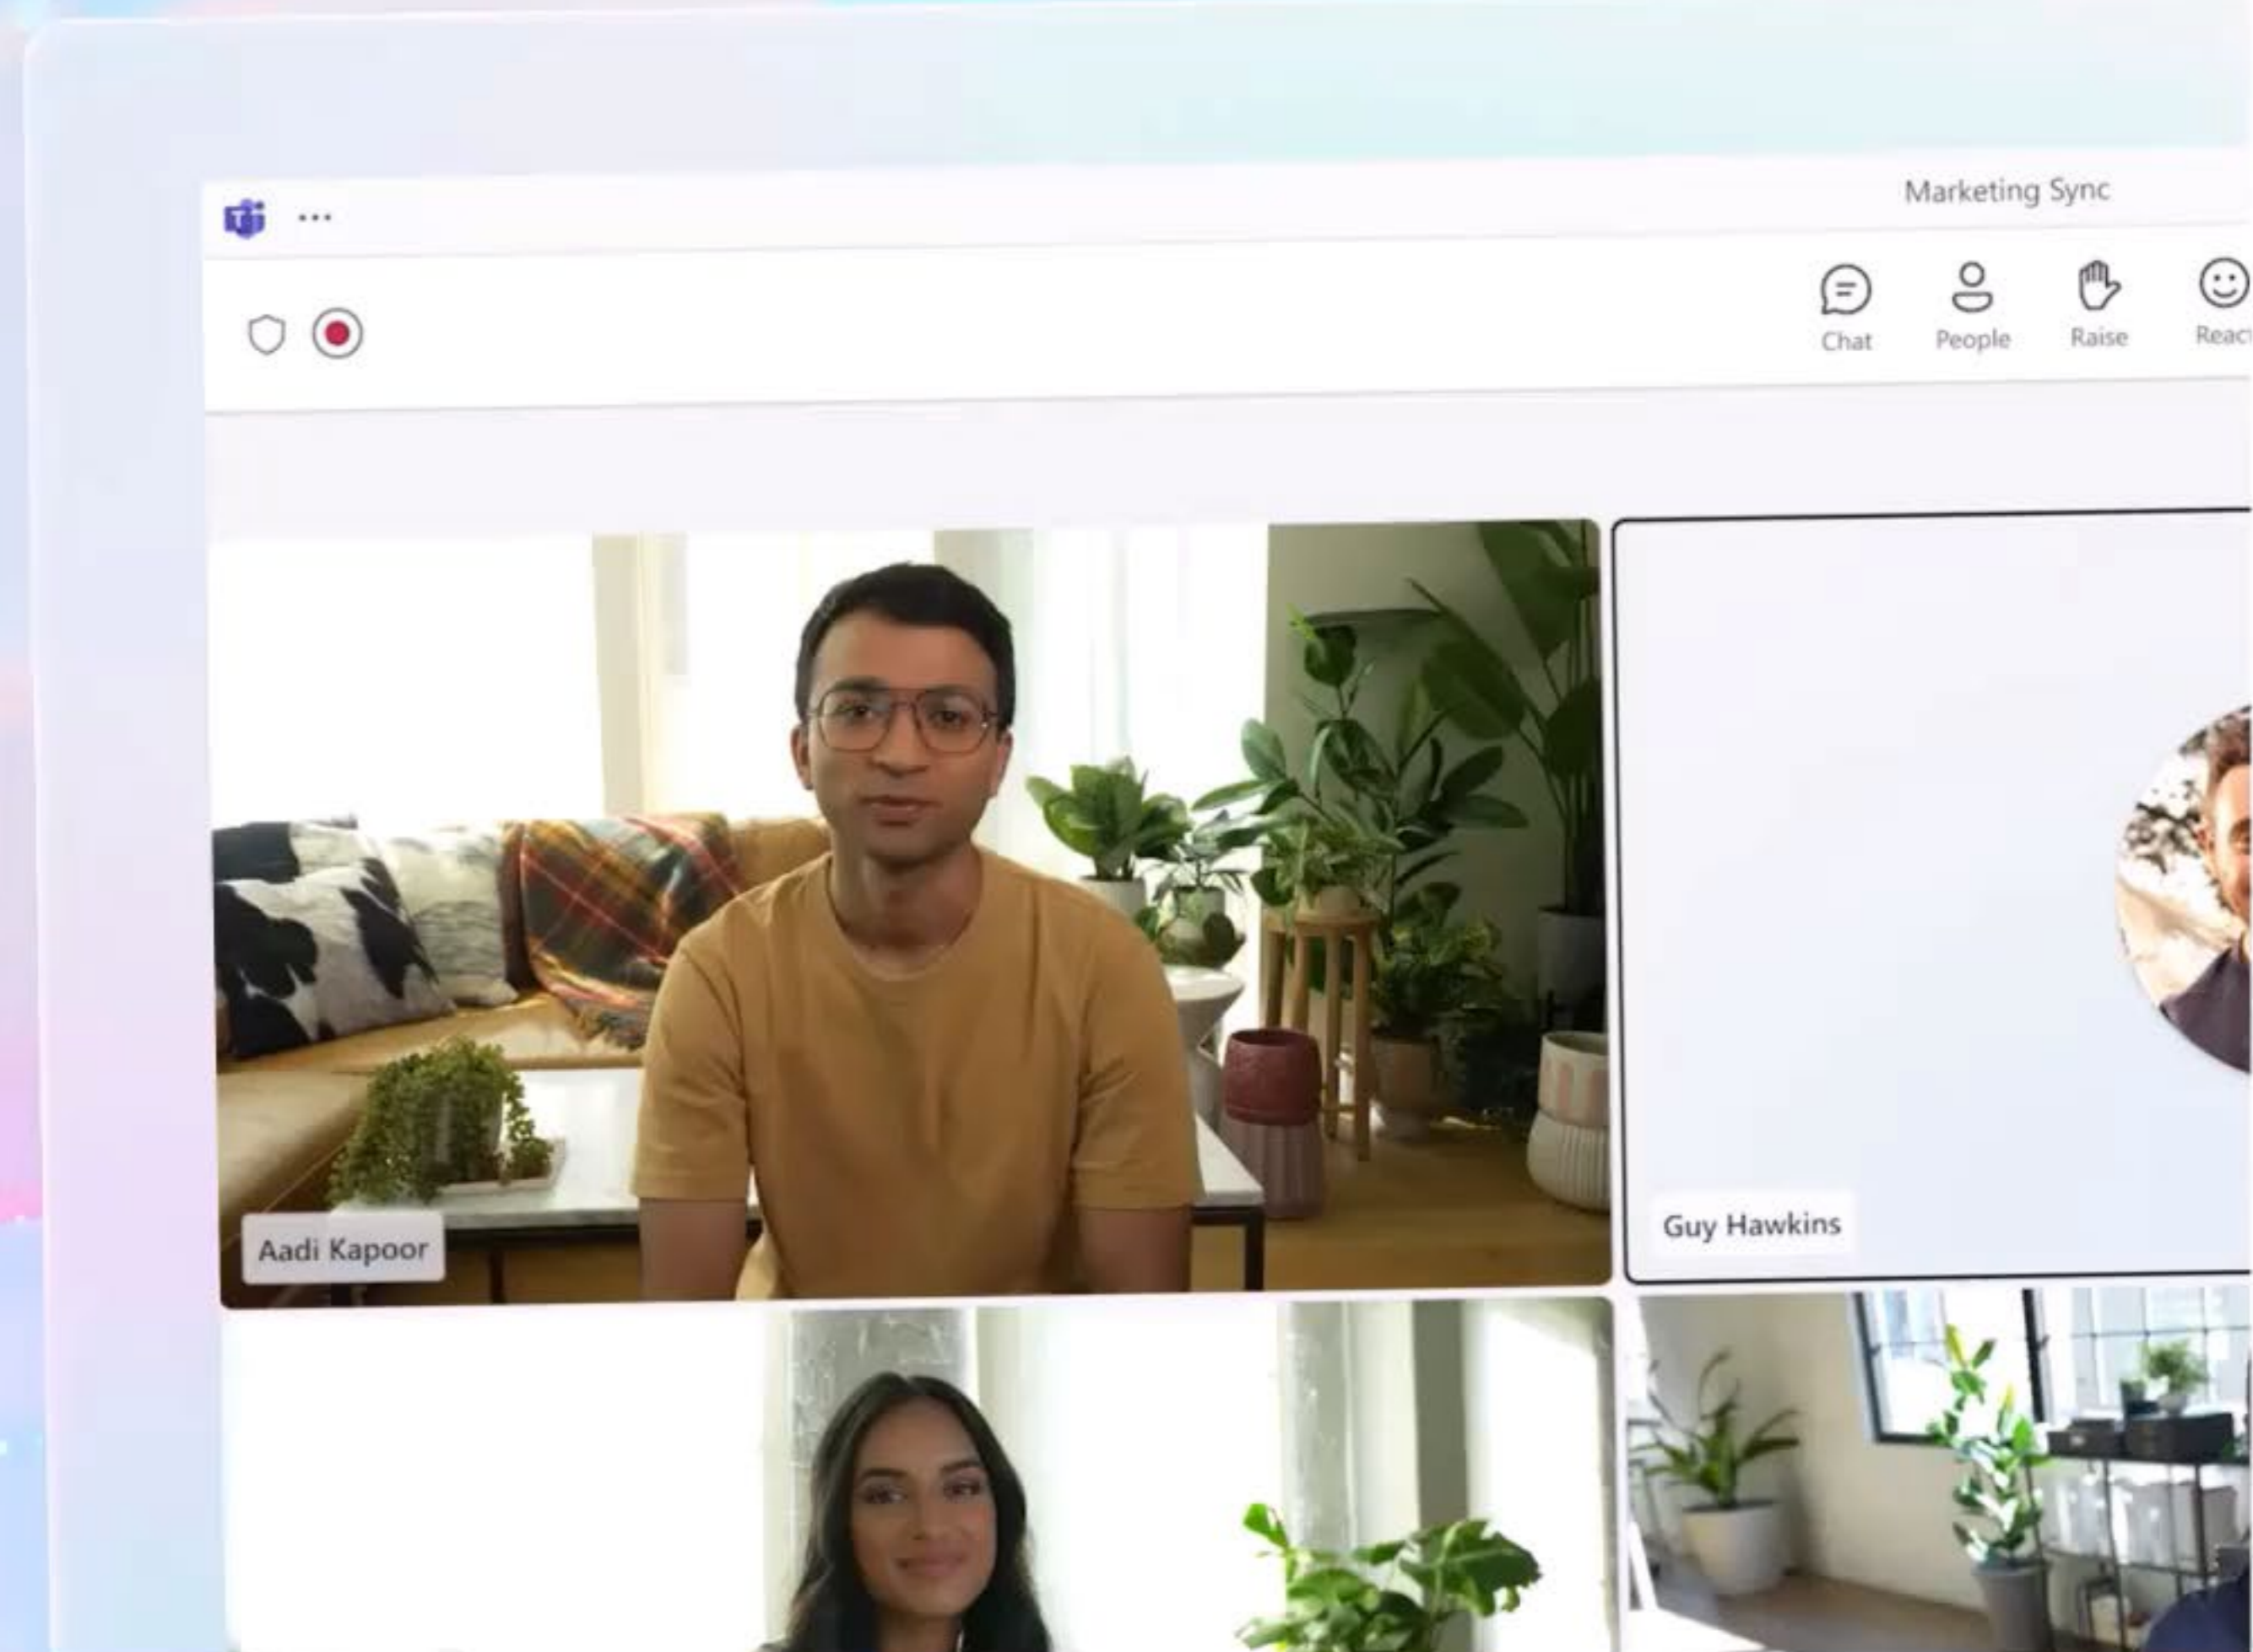 Marketing Sync
Chat
People
Raise
Aadi Kapoor
Guy Hawkins